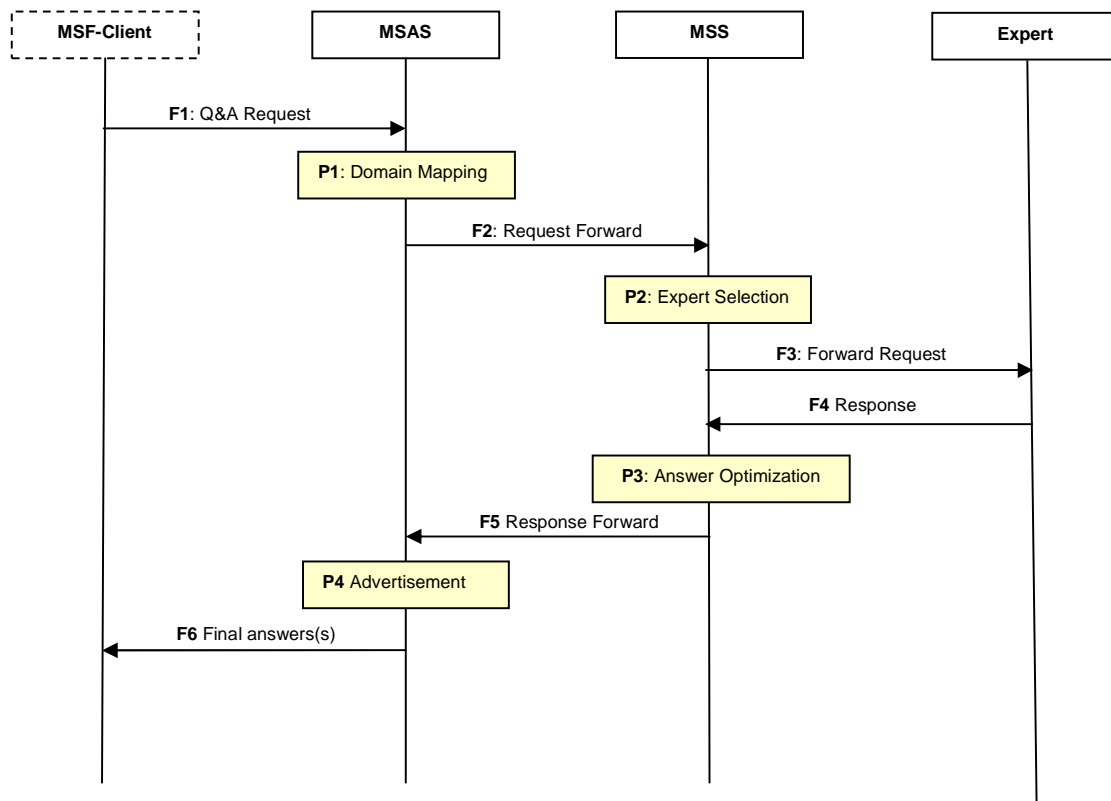 MSF-Client
MSAS
MSS
Expert
F1: Q&A Request
P1: Domain Mapping
F2: Request Forward
P2: Expert Selection
F3: Forward Request
F4 Response
P3: Answer Optimization
F5 Response Forward
P4 Advertisement
F6 Final answers(s)